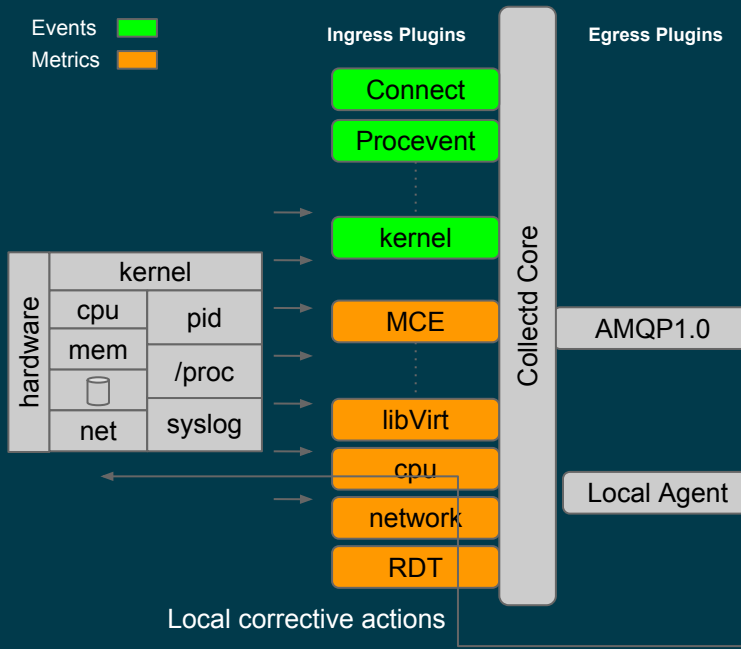 Events
Metrics
Ingress Plugins
Egress Plugins
Connect
Procevent
kernel
MCE
libVirt
cpu
network
RDT
hardware
kernel
cpu
mem
net
pid
/proc
syslog
Collectd Core
AMQP1.0
Local Agent
Local corrective actions